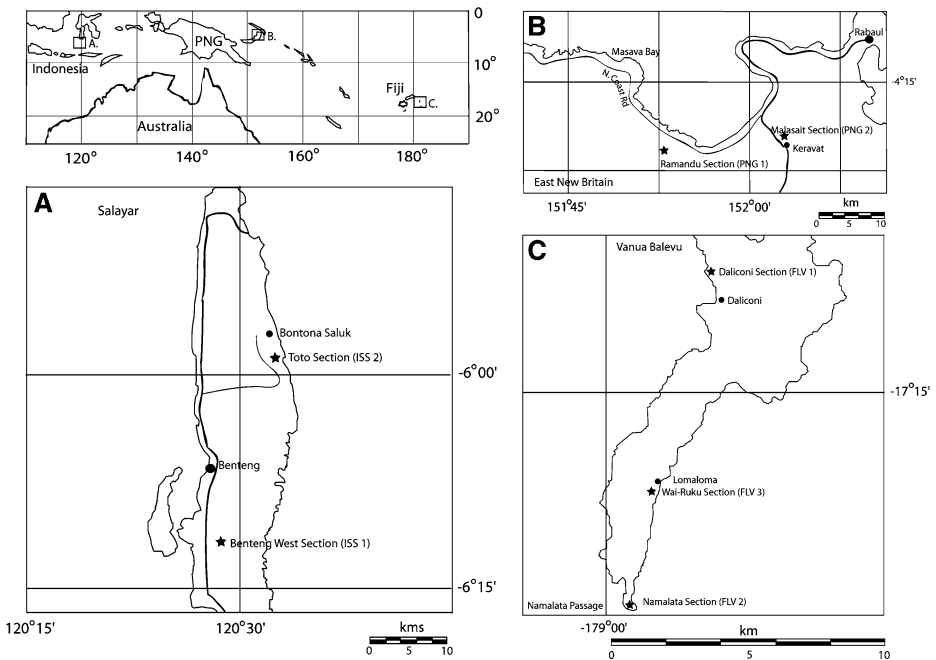 0
A.
PNG
B.
Indonesia
10°
Fiji
C.
20°
Australia
120° 140° 160° 180°
B
Rabaul
Masava Bay
N. Coast Rd
-4°15'
Malasait Section (PNG 2)
Keravat
Ramandu Section (PNG 1)
East New Britain
151°45' 152°00'
km
0 5 10
A
Salayar
Bontona Saluk
Toto Section (ISS 2)
-6°00'
Benteng
Benteng West Section (ISS 1)
-6°15'
120°15' 120°30'
kms
0 5 10
C
Vanua Balevu
Daliconi Section (FLV 1)
Daliconi
-17°15'
Lomaloma
Wai-Ruku Section (FLV 3)
Namalata Passage
Namalata Section (FLV 2)
-179°00'
km
0 10